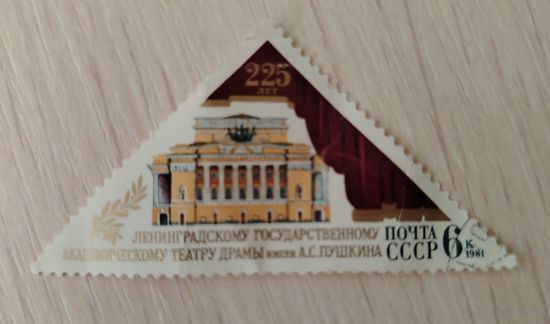 225
ЛЕТ
ЛЕНИНГРАДСКОМУ ГОСУДАРСТВЕННОМУ
АКАДЕМИЧЕСКОМУ ТЕАТРУ ДРАМЫ ИМЕНИ А.С.ПУШКИНА
ПОЧТА
СССР
6
К
1981